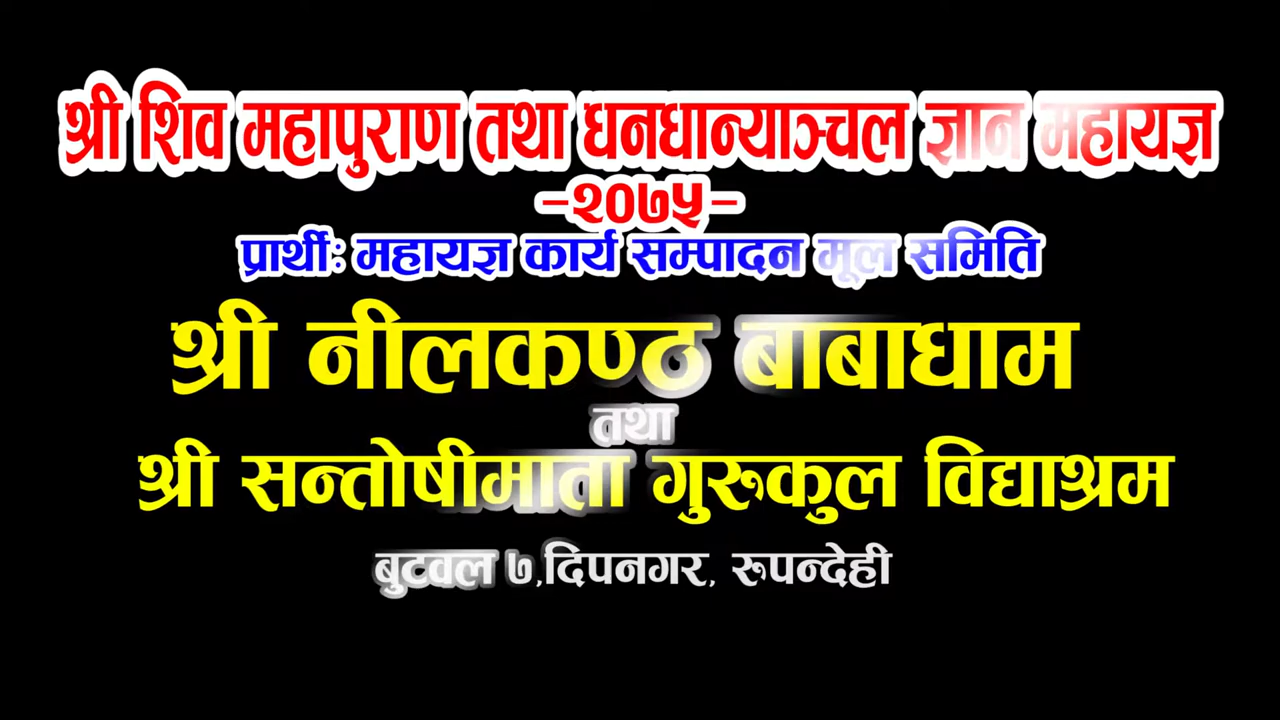 श्री शिव महापुराण तथा धनधान्याञ्चल ज्ञान महायज्ञ
-२०७५-
प्रार्थीः महायज्ञ कार्य सम्पादन मूल समिति
श्री नीलकण्ठ बाबाधाम
तथा
श्री सन्तोषीमाता गुरुकुल विद्याश्रम
बुटवल ७,दिपनगर, रुपन्देही